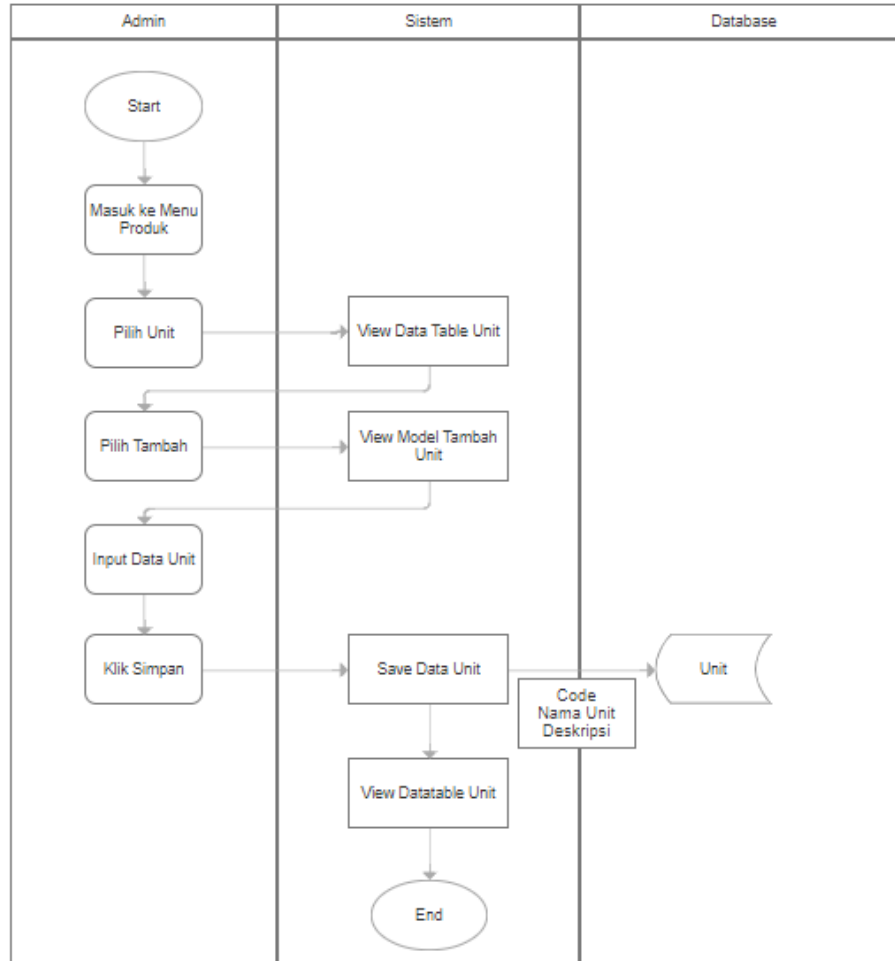 Admin
Sistem
Database
Start
Masuk ke Menu
Produk
Pilih Unit
View Data Table Unit
Pilih Tambah
View Model Tambah
Unit
Input Data Unit
Klik Simpan
Save Data Unit
Unit
Code
Nama Unit
Deskripsi
View Datatable Unit
End